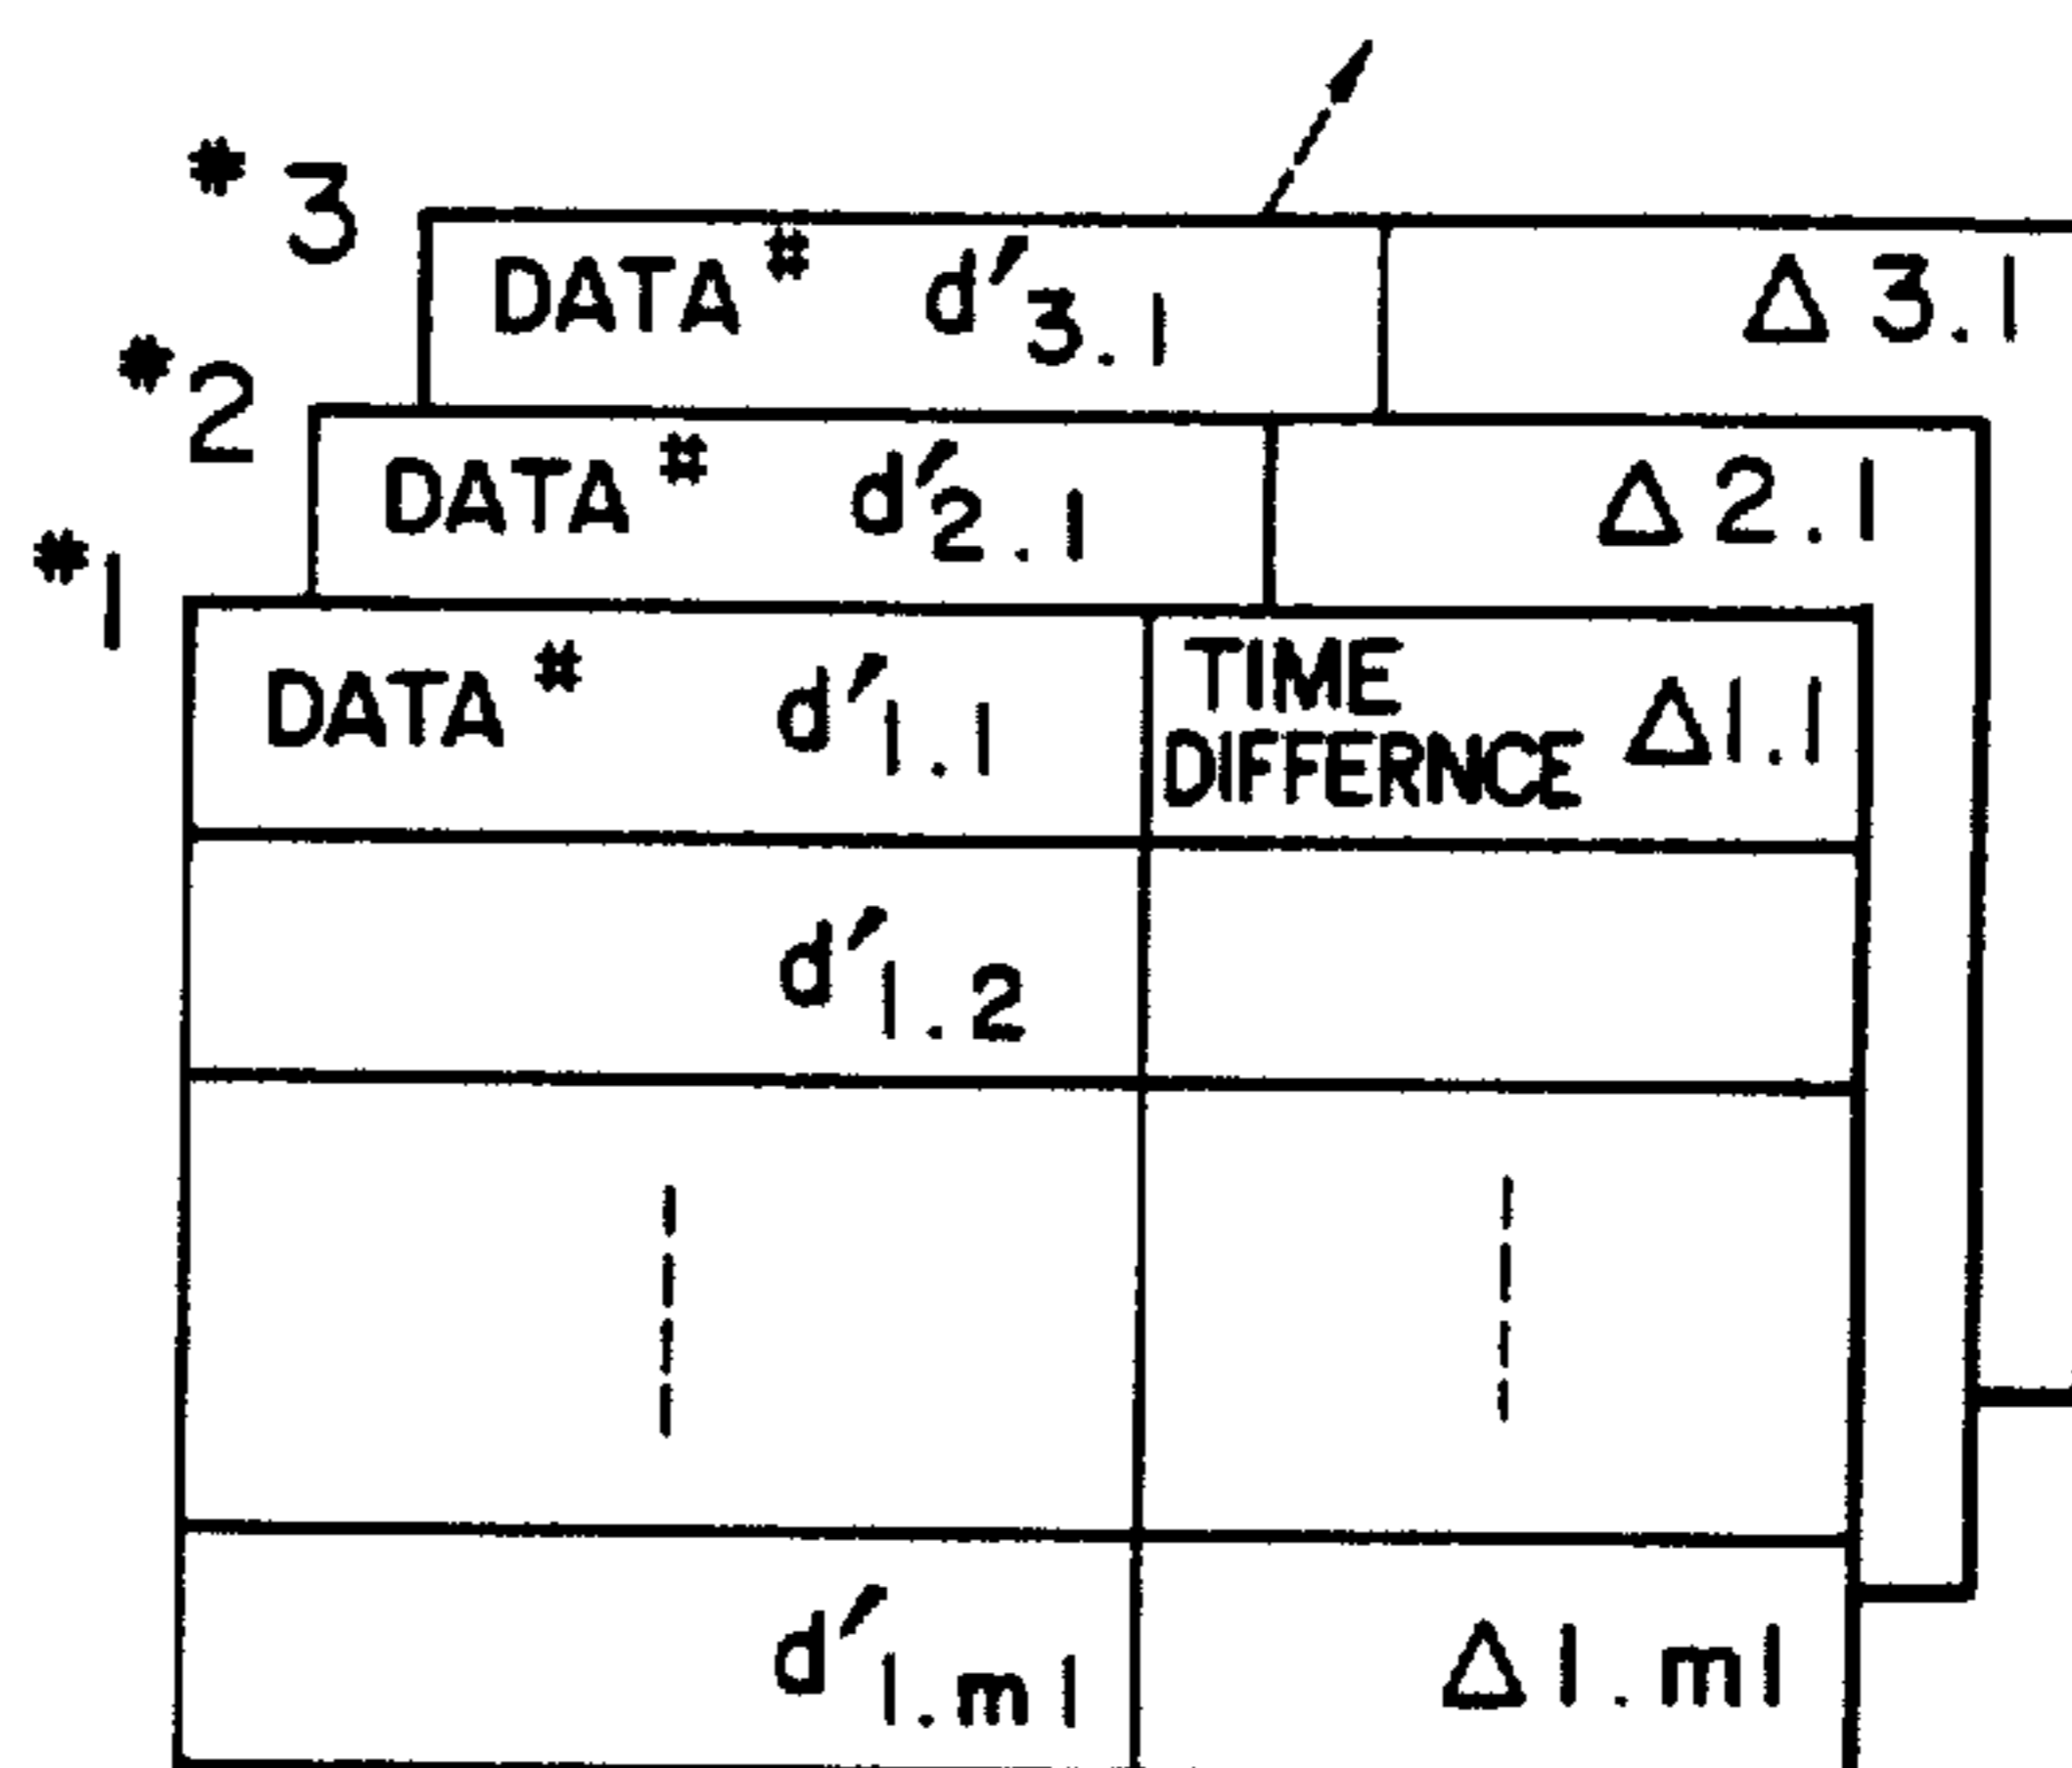 #3
DATA# d'3.1 Δ3.1
#2
DATA# d'2.1 Δ2.1
#1
DATA# d'1.1 TIME DIFFERNCE Δ1.1
d'1.2
d'1.m1 Δ1.m1